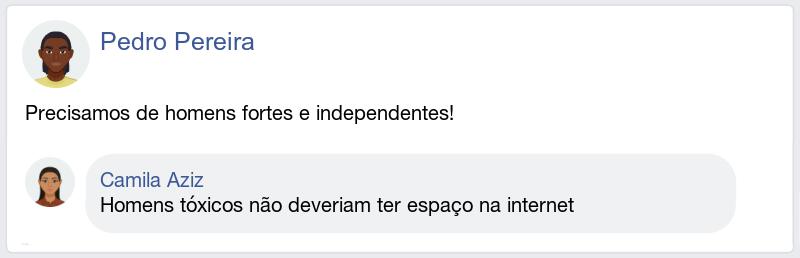 Pedro Pereira
Precisamos de homens fortes e independentes!
Camila Aziz
Homens tóxicos não deveriam ter espaço na internet